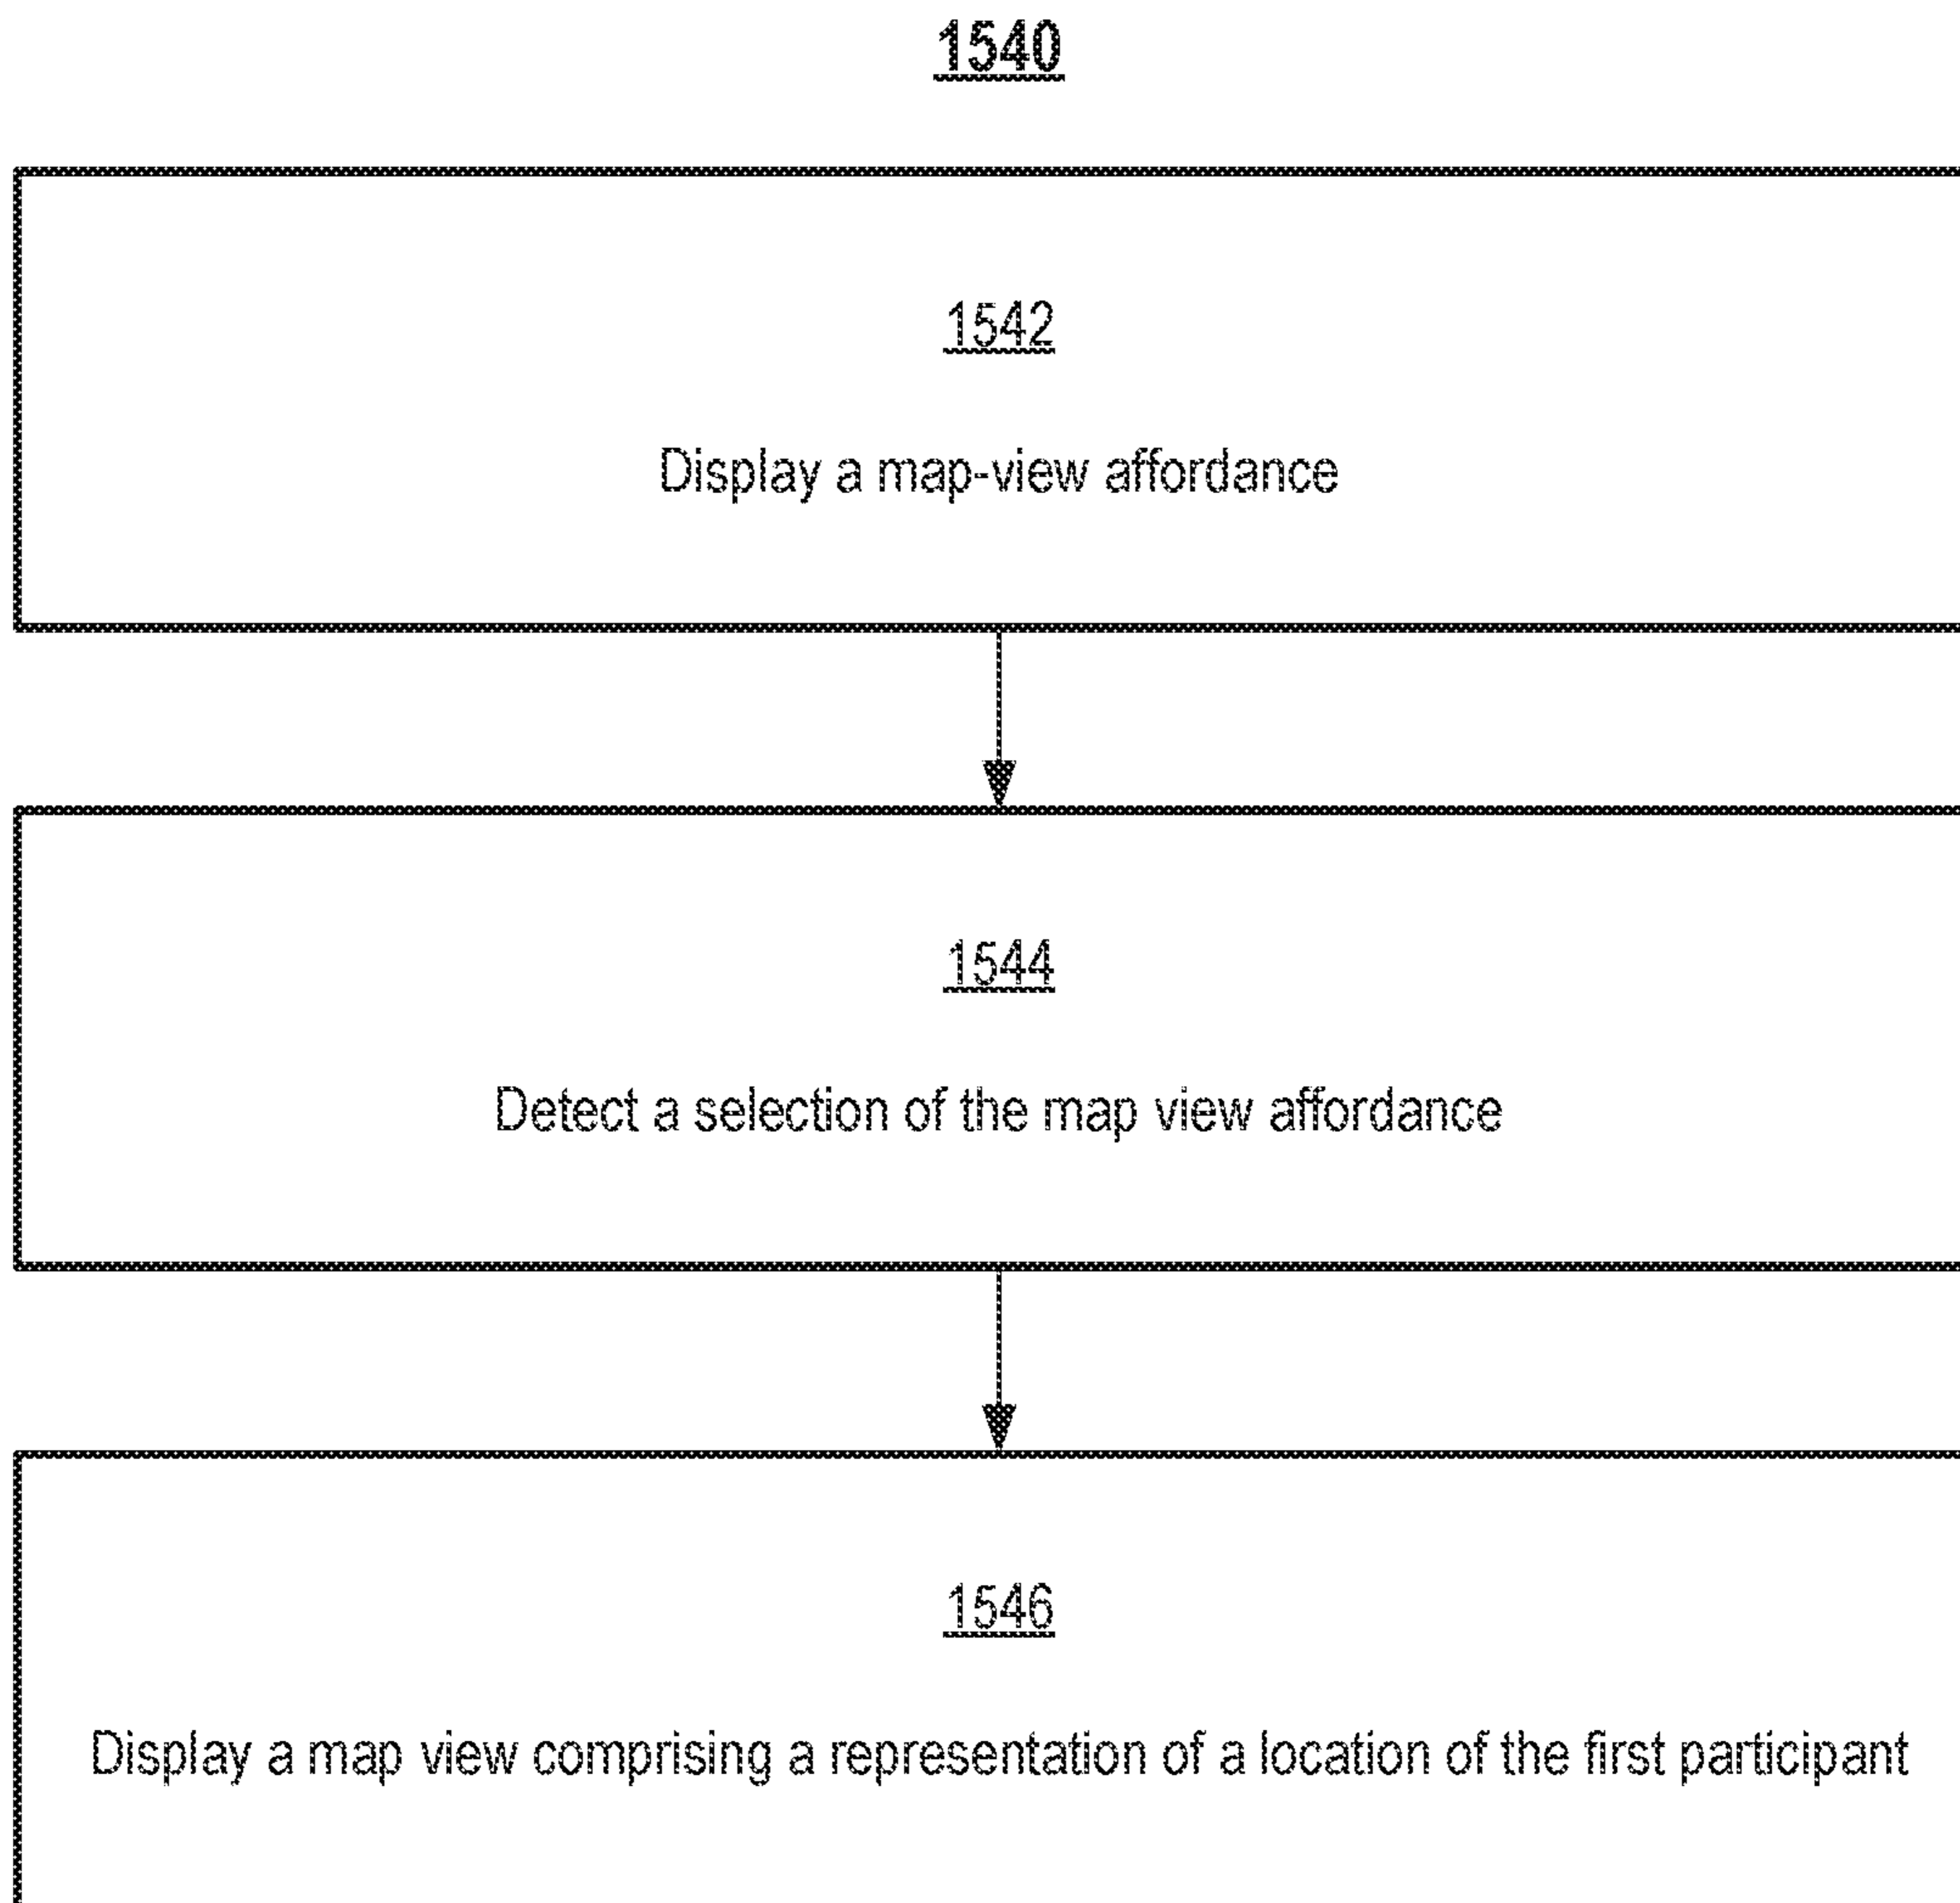 1540
1542
Display a map-view affordance
1544
Detect a selection of the map view affordance
1546
Display a map view comprising a representation of a location of the first participant